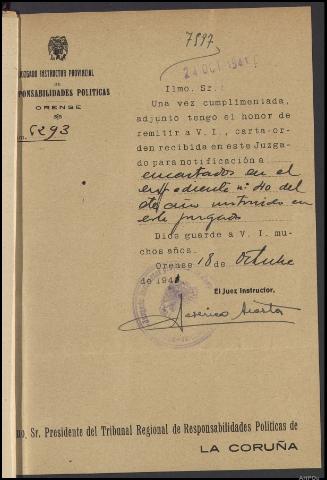 7897
24 OCT 1941
JUZGADO INSTRUCTOR PROVINCIAL
DE
RESPONSABILIDADES POLITICAS
ORENSE
6293
Ilmo. Sr.:
Una vez cumplimentada,
adjunto tengo el honor de
remitir a V. I., carta-or-
den recibida en este Juzga-
do para notificación a
encartados en el
expediente nº 40 del
año instruido en
este juzgado
Dios guarde a V. I. mu-
chos años.
Orense 18 de Octubre
de 1941
El Juez Instructor,
mo. Sr. Presidente del Tribunal Regional de Responsabilidades Políticas de
LA CORUÑA